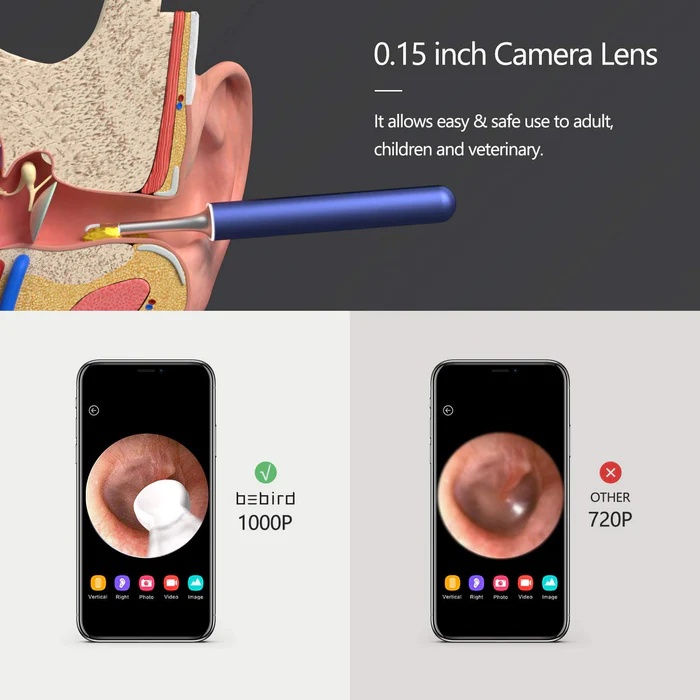 0.15 inch Camera Lens
It allows easy & safe use to adult,
children and veterinary.
bebird
1000P
Vertical Right Photo Video Image
OTHER
720P
Vertical Right Photo Video Image